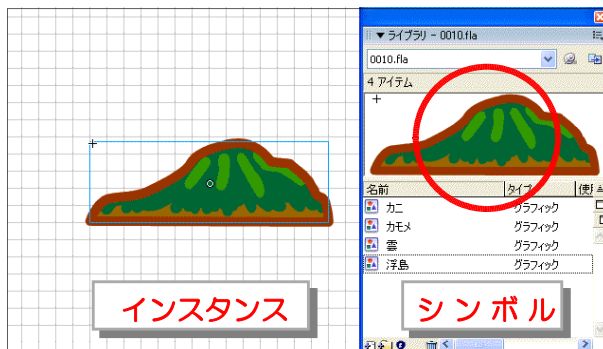 ライブラリ - 0010.fla
0010.fla
4 アイテム
名前 タイプ
カニ グラフィック
カモメ グラフィック
雲 グラフィック
浮島 グラフィック
インスタンス
シンボル